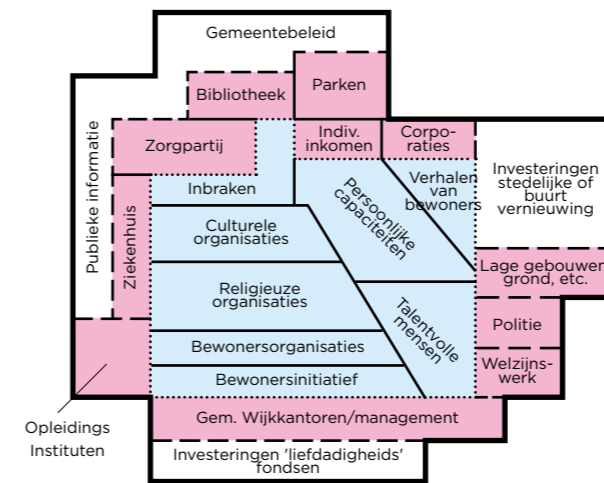 Gemeentebeleid
Parken
Bibliotheek
Publieke informatie
Zorgpartij
Indiv.
inkomen
Corpo-
raties
Investeringen
stedelijke of
buurt
vernieuwing
Ziekenhuis
Inbraken
Persoonlijke
capaciteiten
Verhalen
van
bewoners
Culturele
organisaties
Lage gebouwen
grond, etc.
Religieuze
organisaties
Talentvolle
mensen
Politie
Bewonersorganisaties
Welzijns-
werk
Bewonersinitiatief
Opleidings
Instituten
Gem. Wijkkantoren/management
Investeringen 'liefdadigheids'
fondsen